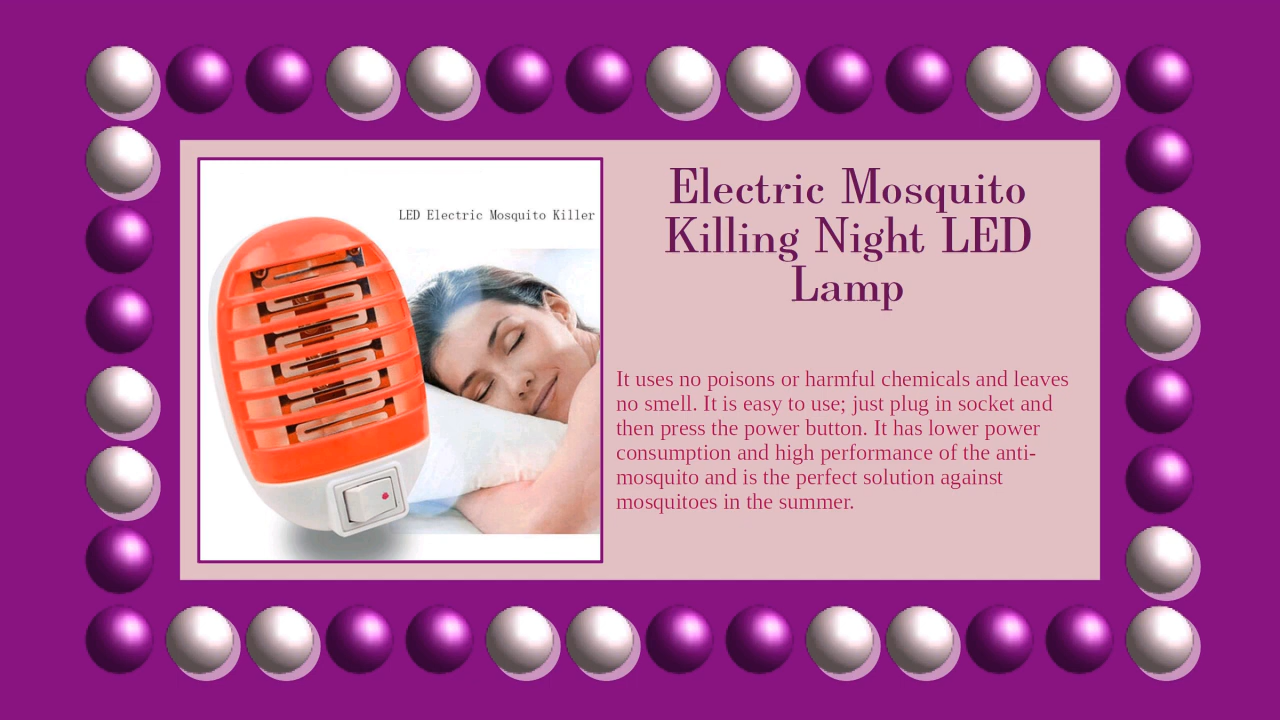 LED Electric Mosquito Killer
Electric Mosquito
Killing Night LED
Lamp
It uses no poisons or harmful chemicals and leaves
no smell. It is easy to use; just plug in socket and
then press the power button. It has lower power
consumption and high performance of the anti-
mosquito and is the perfect solution against
mosquitoes in the summer.